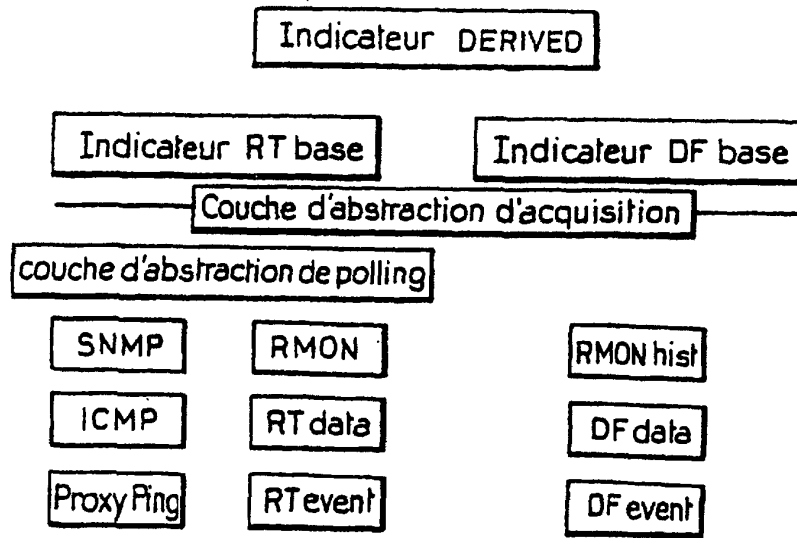 Indicateur DERIVED
Indicateur RT base
Indicateur DF base
Couche d'abstraction d'acquisition
couche d'abstraction de polling
SNMP
RMON
RMON hist
ICMP
RT data
DF data
Proxy Ping
RT event
DF event